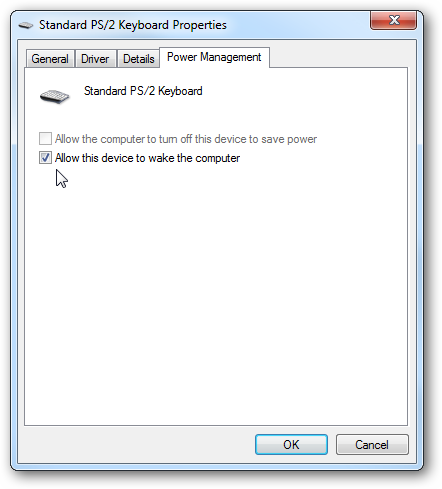 Standard PS/2 Keyboard Properties
General Driver Details Power Management
Standard PS/2 Keyboard
Allow the computer to turn off this device to save power
Allow this device to wake the computer
OK Cancel